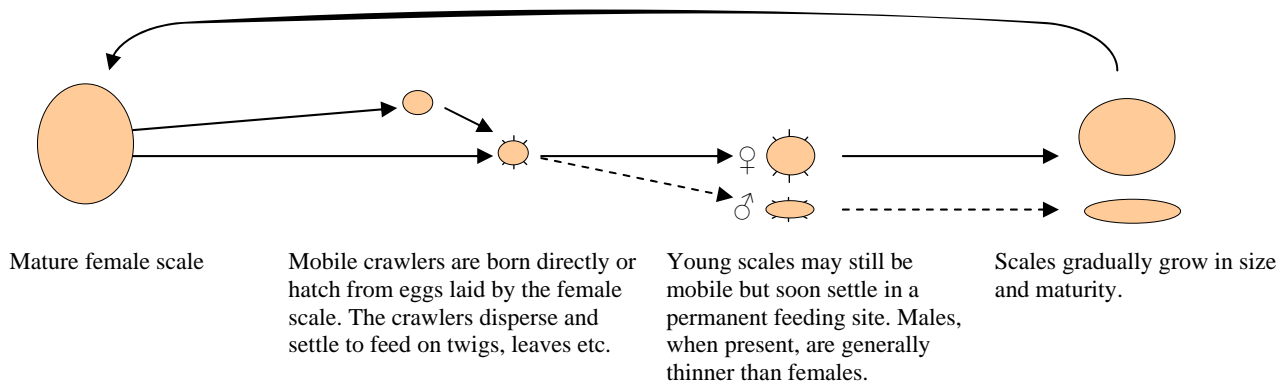 ♀
♂
Mature female scale
Mobile crawlers are born directly or
hatch from eggs laid by the female
scale. The crawlers disperse and
settle to feed on twigs, leaves etc.
Young scales may still be
mobile but soon settle in a
permanent feeding site. Males,
when present, are generally
thinner than females.
Scales gradually grow in size
and maturity.